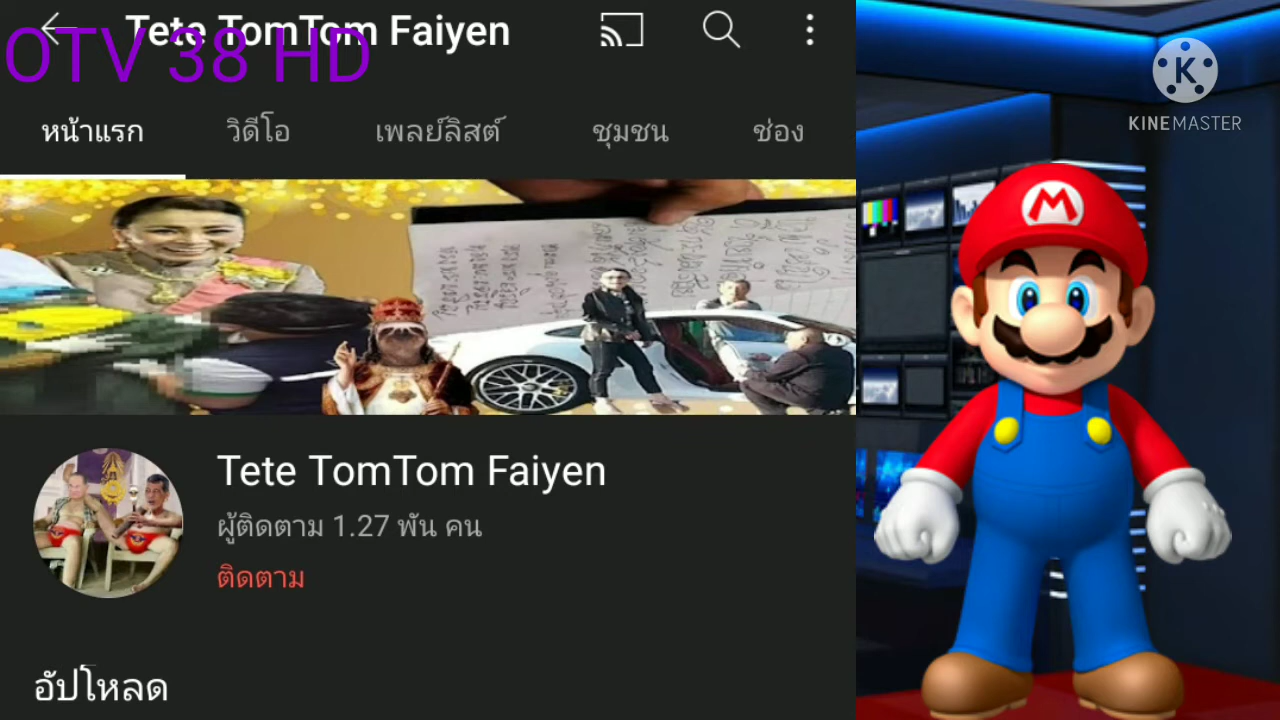 Tete TomTom Faiyen
OTV 38 HD
หน้าแรก
วิดีโอ
เพลย์ลิสต์
ชุมชน
ช่อง
Tete TomTom Faiyen
ผู้ติดตาม 1.27 พัน คน
ติดตาม
อัปโหลด
K
KINEMASTER
M